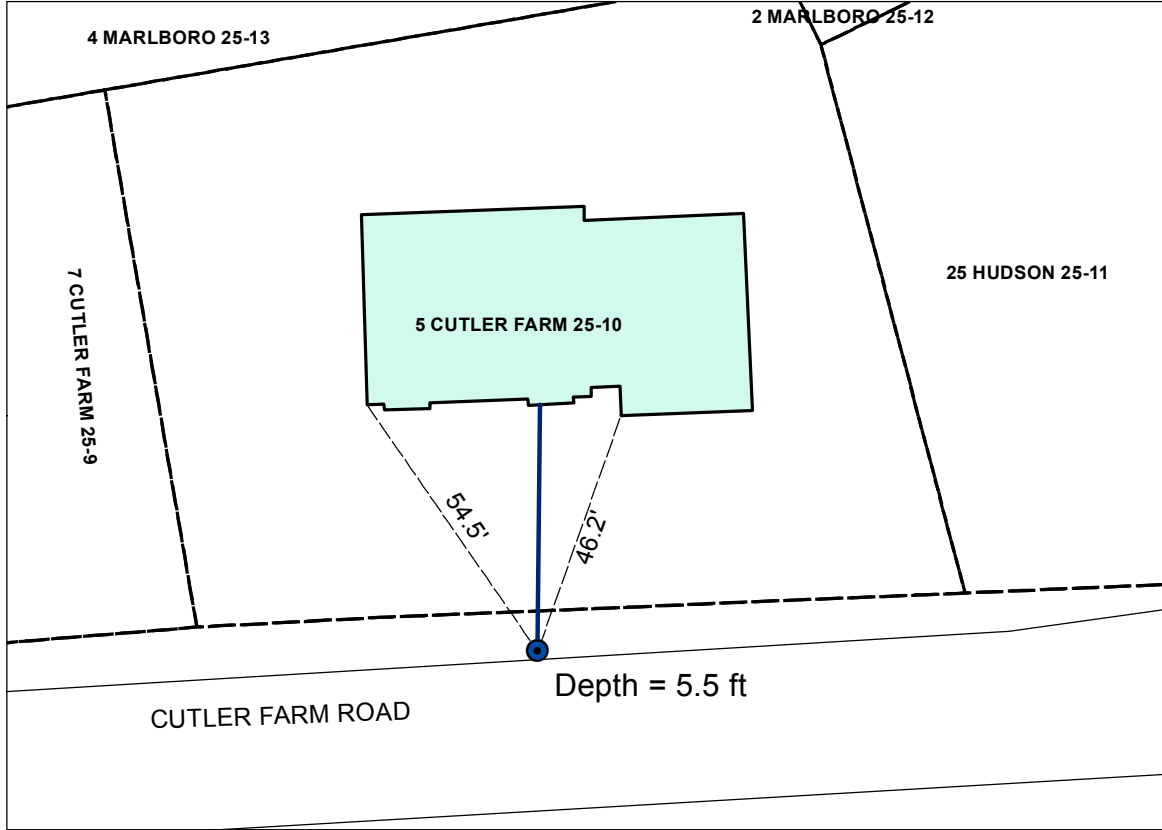 2 MARLBORO 25-12
4 MARLBORO 25-13
25 HUDSON 25-11
5 CUTLER FARM 25-10
7 CUTLER FARM 25-9
54.5'
46.2'
Depth = 5.5 ft
CUTLER FARM ROAD